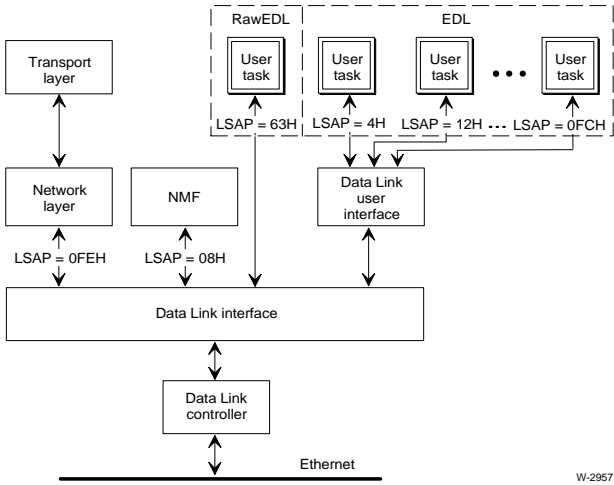 RawEDL
EDL
Transport
layer
User
task
User
task
User
task
User
task
LSAP = 63H
LSAP = 4H
LSAP = 12H
LSAP = 0FCH
Network
layer
NMF
Data Link
user
interface
LSAP = 0FEH
LSAP = 08H
Data Link interface
Data Link
controller
Ethernet
W-2957